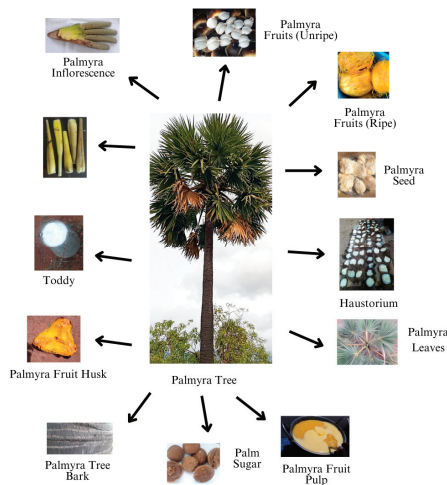 Palmyra
Inflorescence
Palmyra
Fruits (Unripe)
Palmyra
Fruits (Ripe)
Palmyra
Seed
Toddy
Haustorium
Palmyra
Leaves
Palmyra Fruit Husk
Palmyra Tree
Palmyra Tree
Bark
Palm
Sugar
Palmyra Fruit
Pulp